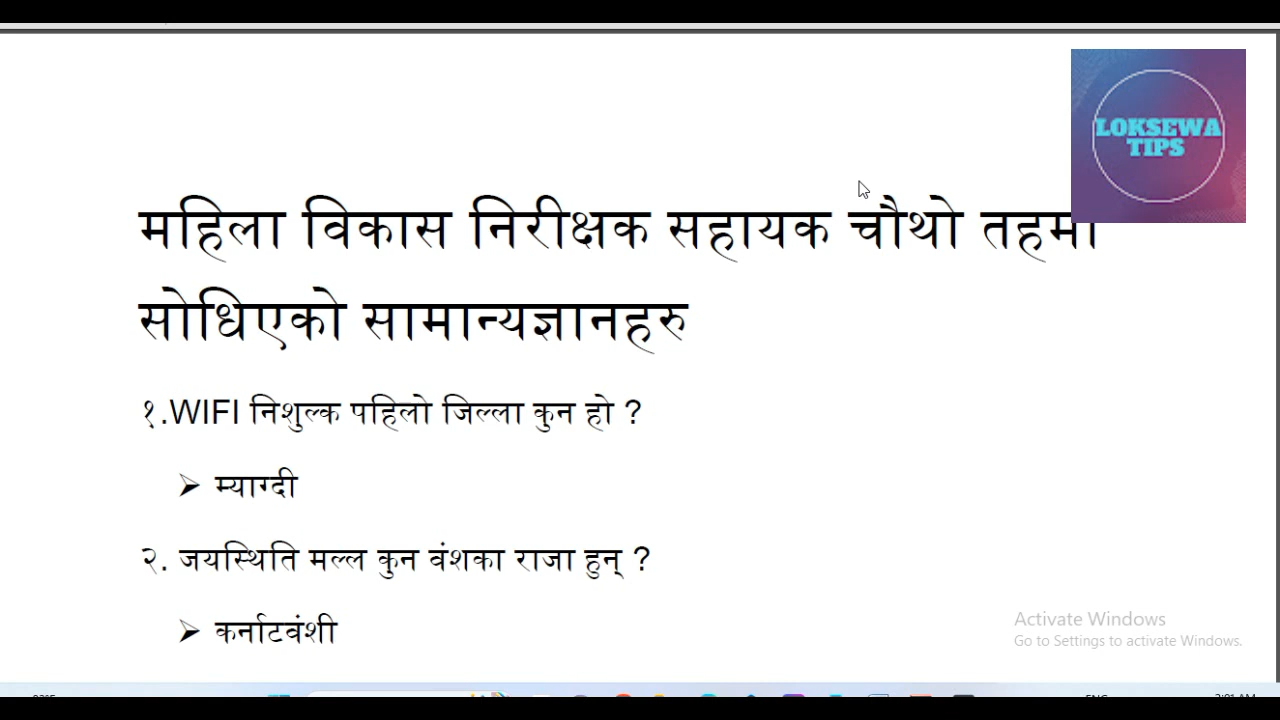 LOKSEWA
TIPS
महिला विकास निरीक्षक सहायक चौथो तहमा
सोधिएको सामान्यज्ञानहरु
१.WIFI निशुल्क पहिलो जिल्ला कुन हो ?
➢ म्याग्दी
२. जयस्थिति मल्ल कुन वंशका राजा हुन् ?
➢ कर्नाटवंशी
Activate Windows
Go to Settings to activate Windows.